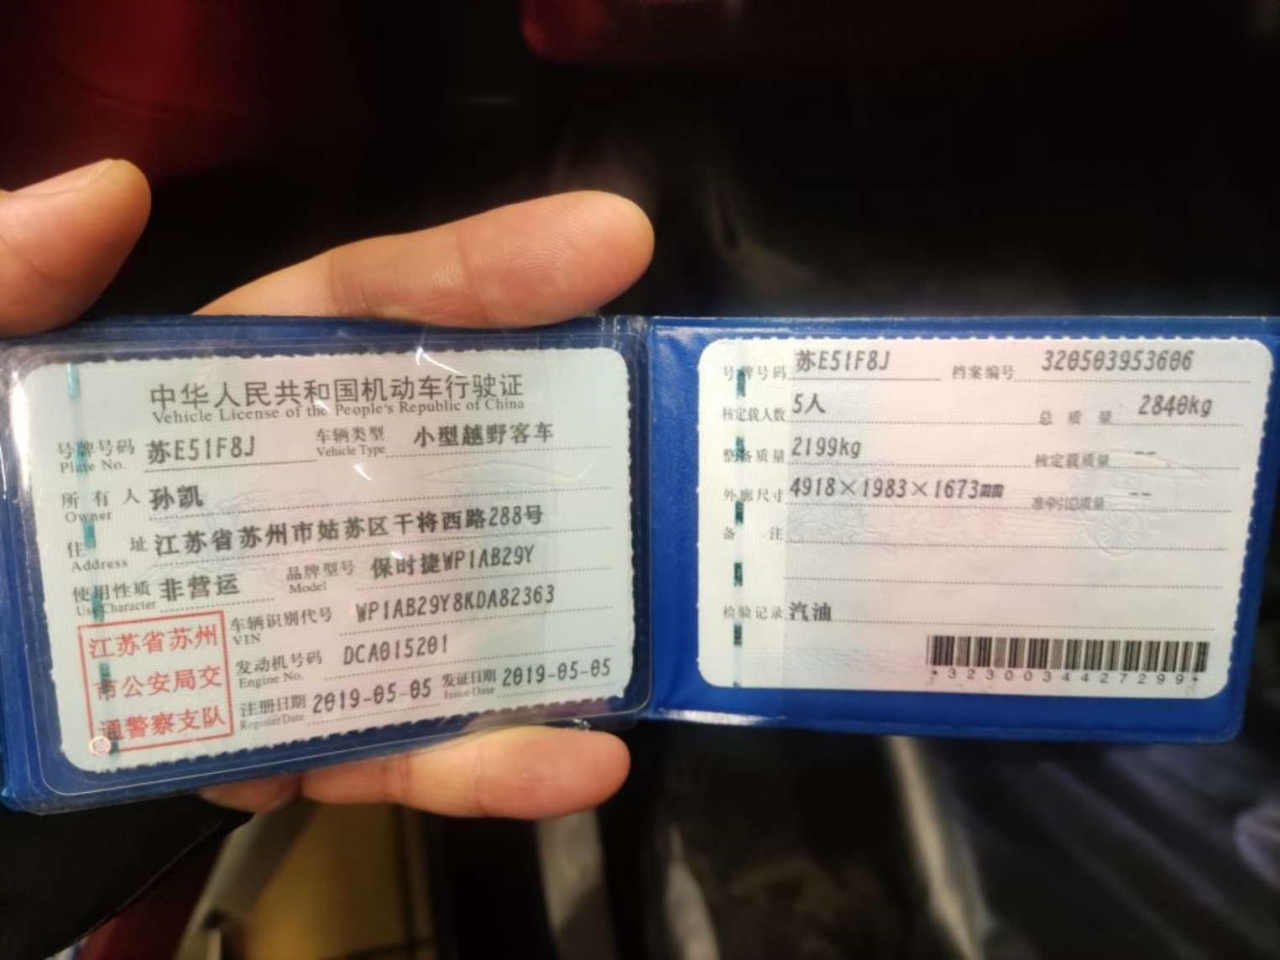 中华人民共和国机动车行驶证
Vehicle License of the People's Republic of China
号牌号码 苏E51F8J 车辆类型 小型越野客车
Plate No. Vehicle Type
所有人 孙凯
Owner
住址 江苏省苏州市姑苏区干将西路288号
Address
使用性质 非营运 品牌型号 保时捷WP1AB29Y
Use Character Model
江苏省苏州
市公安局交
通警察支队
车辆识别代号 WP1AB29Y8KDA82363
VIN
发动机号码 DCA015201
Engine No.
注册日期 2019-05-05 发证日期 2019-05-05
Register Date Issue Date
号牌号码 苏E51F8J 档案编号 320503953606
核定载人数 5人 总质量 2840kg
整备质量 2199kg 核定载质量 --
外廓尺寸 4918×1983×1673mm 准牵引总质量 --
备注
检验记录 汽油
*3230034427299*